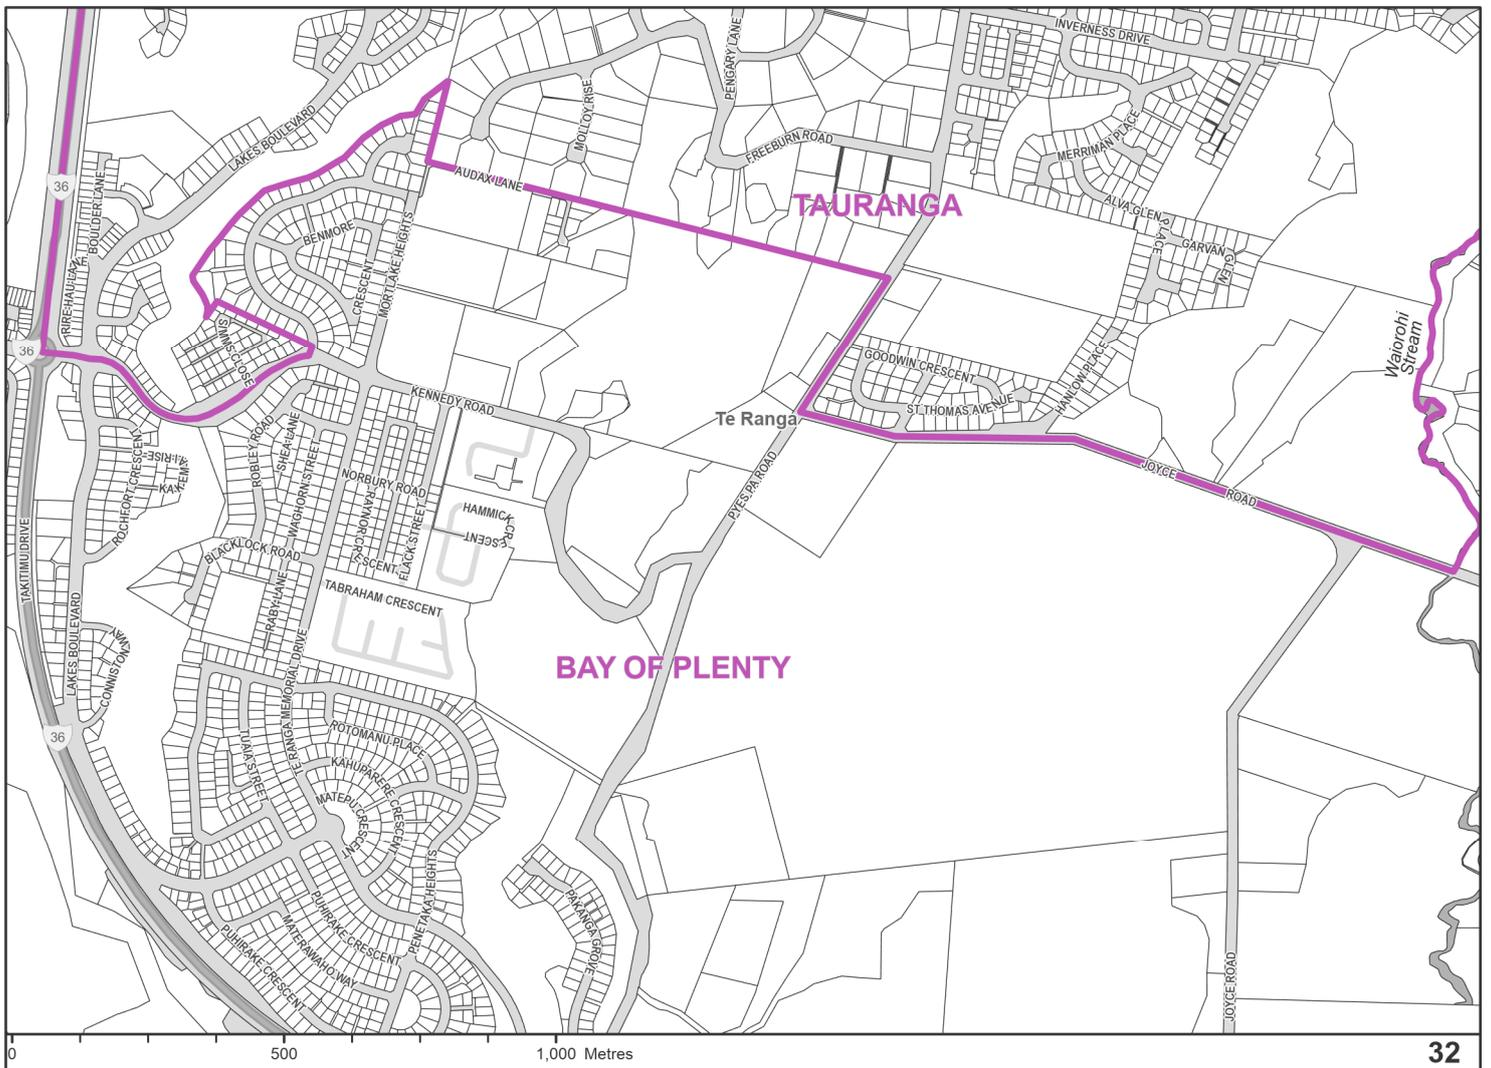 INVERNESS DRIVE
PENGARY LANE
MOLLOY RISE
LAKES BOULEVARD
FREEBURN ROAD
MERRIMAN PLACE
AUDAX LANE
36
BOULDER LANE
TAURANGA
ALVA GLEN PLACE
GARVAN GLEN
BENMORE
CRESCENT
MORTLAKE HEIGHTS
Waiorohi
Stream
SIMMS CLOSE
36
GOODWIN CRESCENT
HANLOW PLACE
ST THOMAS AVENUE
KENNEDY ROAD
Te Ranga
ROBLEY ROAD
SHEA LANE
WAGHORN STREET
ROCHFORT CRESCENT
NORBURY ROAD
RAYNOR CRESCENT
FLACK STREET
HAMMICK CRESCENT
PYES PA ROAD
JOYCE ROAD
TAKITIMU DRIVE
BLACKLOCK ROAD
RABY LANE
TABRAHAM CRESCENT
LAKES BOULEVARD
CONNISTON WAY
TE RANGA MEMORIAL DRIVE
BAY OF PLENTY
36
TUAIA STREET
ROTOMANU PLACE
KAHUPARERE CRESCENT
MATEPU CRESCENT
PENETAKA HEIGHTS
PAKANGA GROVE
PUHIRAKE CRESCENT
MATERAWAHO WAY
PUHIRAKE CRESCENT
JOYCE ROAD
0 500 1,000 Metres
32